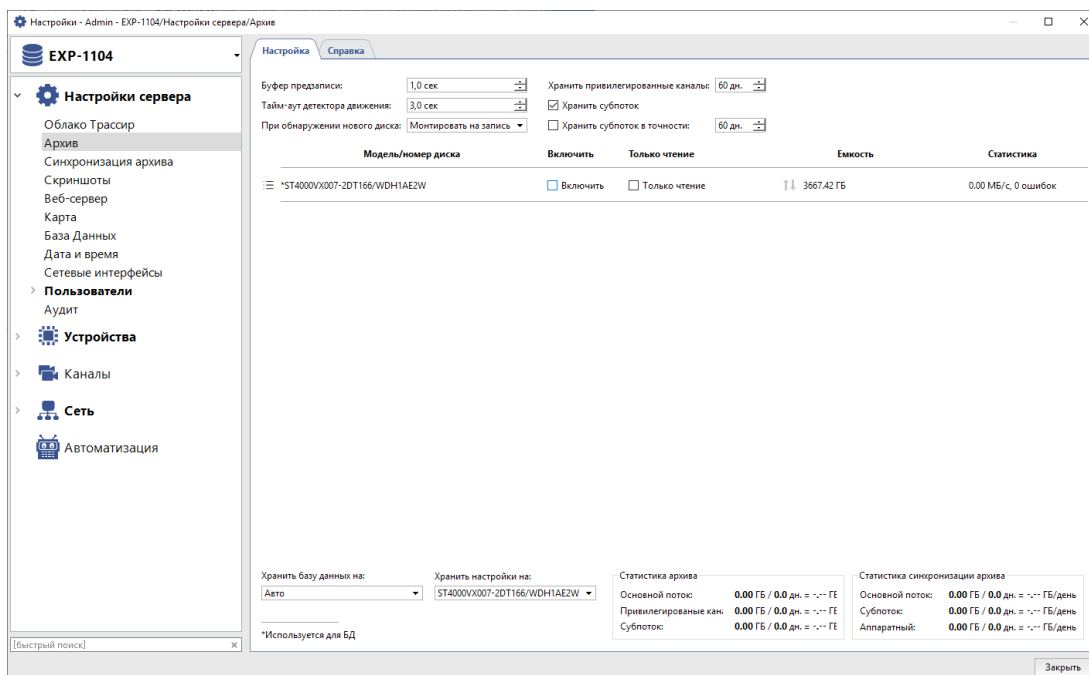 Настройки - Admin - EXP-1104/Настройки сервера/Архив
EXP-1104
Настройки сервера
Облако Трассир
Архив
Синхронизация архива
Скриншоты
Веб-сервер
Карта
База Данных
Дата и время
Сетевые интерфейсы
Пользователи
Аудит
Устройства
Каналы
Сеть
Автоматизация
[быстрый поиск]
Настройка Справка
Буфер предзаписи: 1,0 сек Хранить привилегированные каналы: 60 дн.
Тайм-аут детектора движения: 3,0 сек Хранить субпоток
При обнаружении нового диска: Монтировать на запись Хранить субпоток в точности: 60 дн.
Модель/номер диска Включить Только чтение Емкость Статистика
*ST4000VX007-2DT166/WDH1AE2W Включить Только чтение 3667.42 ГБ 0.00 МБ/с, 0 ошибок
Хранить базу данных на: Хранить настройки на:
Авто ST4000VX007-2DT166/WDH1AE2W
*Используется для БД
Статистика архива
Основной поток: 0.00 ГБ / 0.0 дн. = -.-- ГБ
Привилегированые кан 0.00 ГБ / 0.0 дн. = -.-- ГБ
Субпоток: 0.00 ГБ / 0.0 дн. = -.-- ГБ
Статистика синхронизации архива
Основной поток: 0.00 ГБ / 0.0 дн. = -.-- ГБ/день
Субпоток: 0.00 ГБ / 0.0 дн. = -.-- ГБ/день
Аппаратный: 0.00 ГБ / 0.0 дн. = -.-- ГБ/день
Закрыть